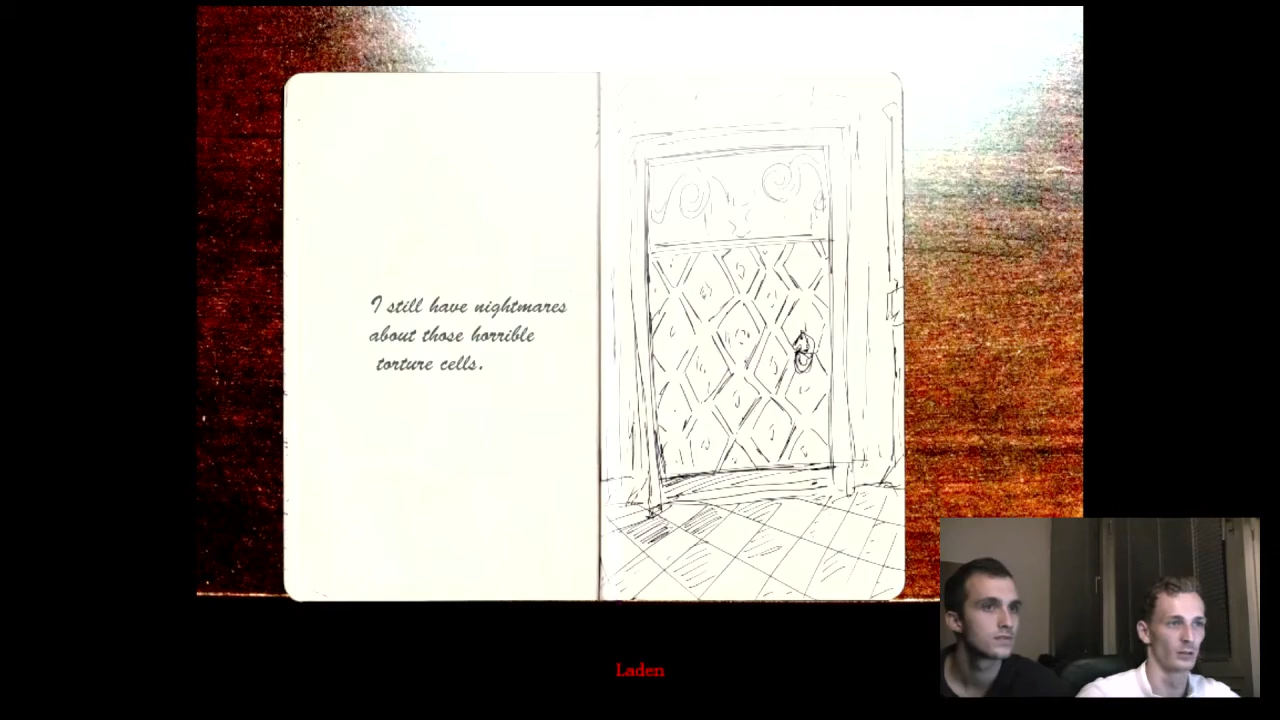 I still have nightmares
about those horrible
torture cells.
Laden